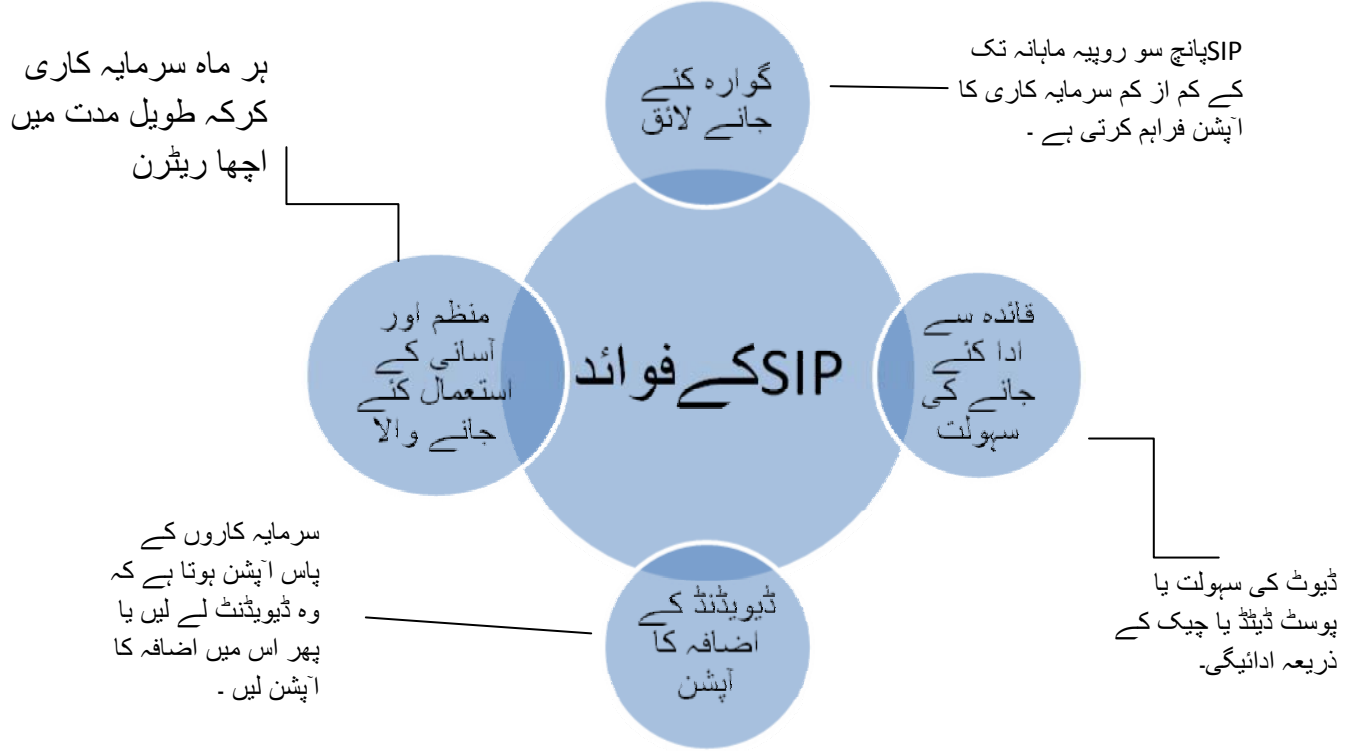 SIPکے فوائد
گوارہ کئے
جانے لائق
SIPپانچ سو روپیہ ماہانہ تک
کے کم از کم سرمایہ کاری کا
آپشن فراہم کرتی ہے ۔
قائدہ سے
ادا کئے
جانے کی
سہولت
ڈیوٹ کی سہولت یا
پوسٹ ڈیٹڈ یا چیک کے
ذریعہ ادائیگی۔
ڈیویڈنڈ کے
اضافہ کا
آپشن
سرمایہ کاروں کے
پاس آپشن ہوتا ہے کہ
وہ ڈیویڈنٹ لے لیں یا
پھر اس میں اضافہ کا
آپشن لیں ۔
منظم اور
آسانی کے
استعمال کئے
جانے والا
ہر ماہ سرمایہ کاری
کرکہ طویل مدت میں
اچھا ریٹرن